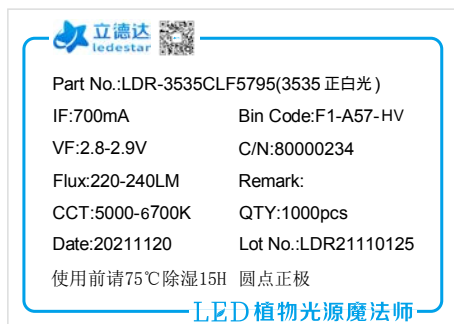 立德达
ledestar
Part No.:LDR-3535CLF5795(3535 正白光)
IF:700mA Bin Code:F1-A57-HV
VF:2.8-2.9V C/N:80000234
Flux:220-240LM Remark:
CCT:5000-6700K QTY:1000pcs
Date:20211120 Lot No.:LDR21110125
使用前请75℃除湿15H 圆点正极
LED植物光源魔法师